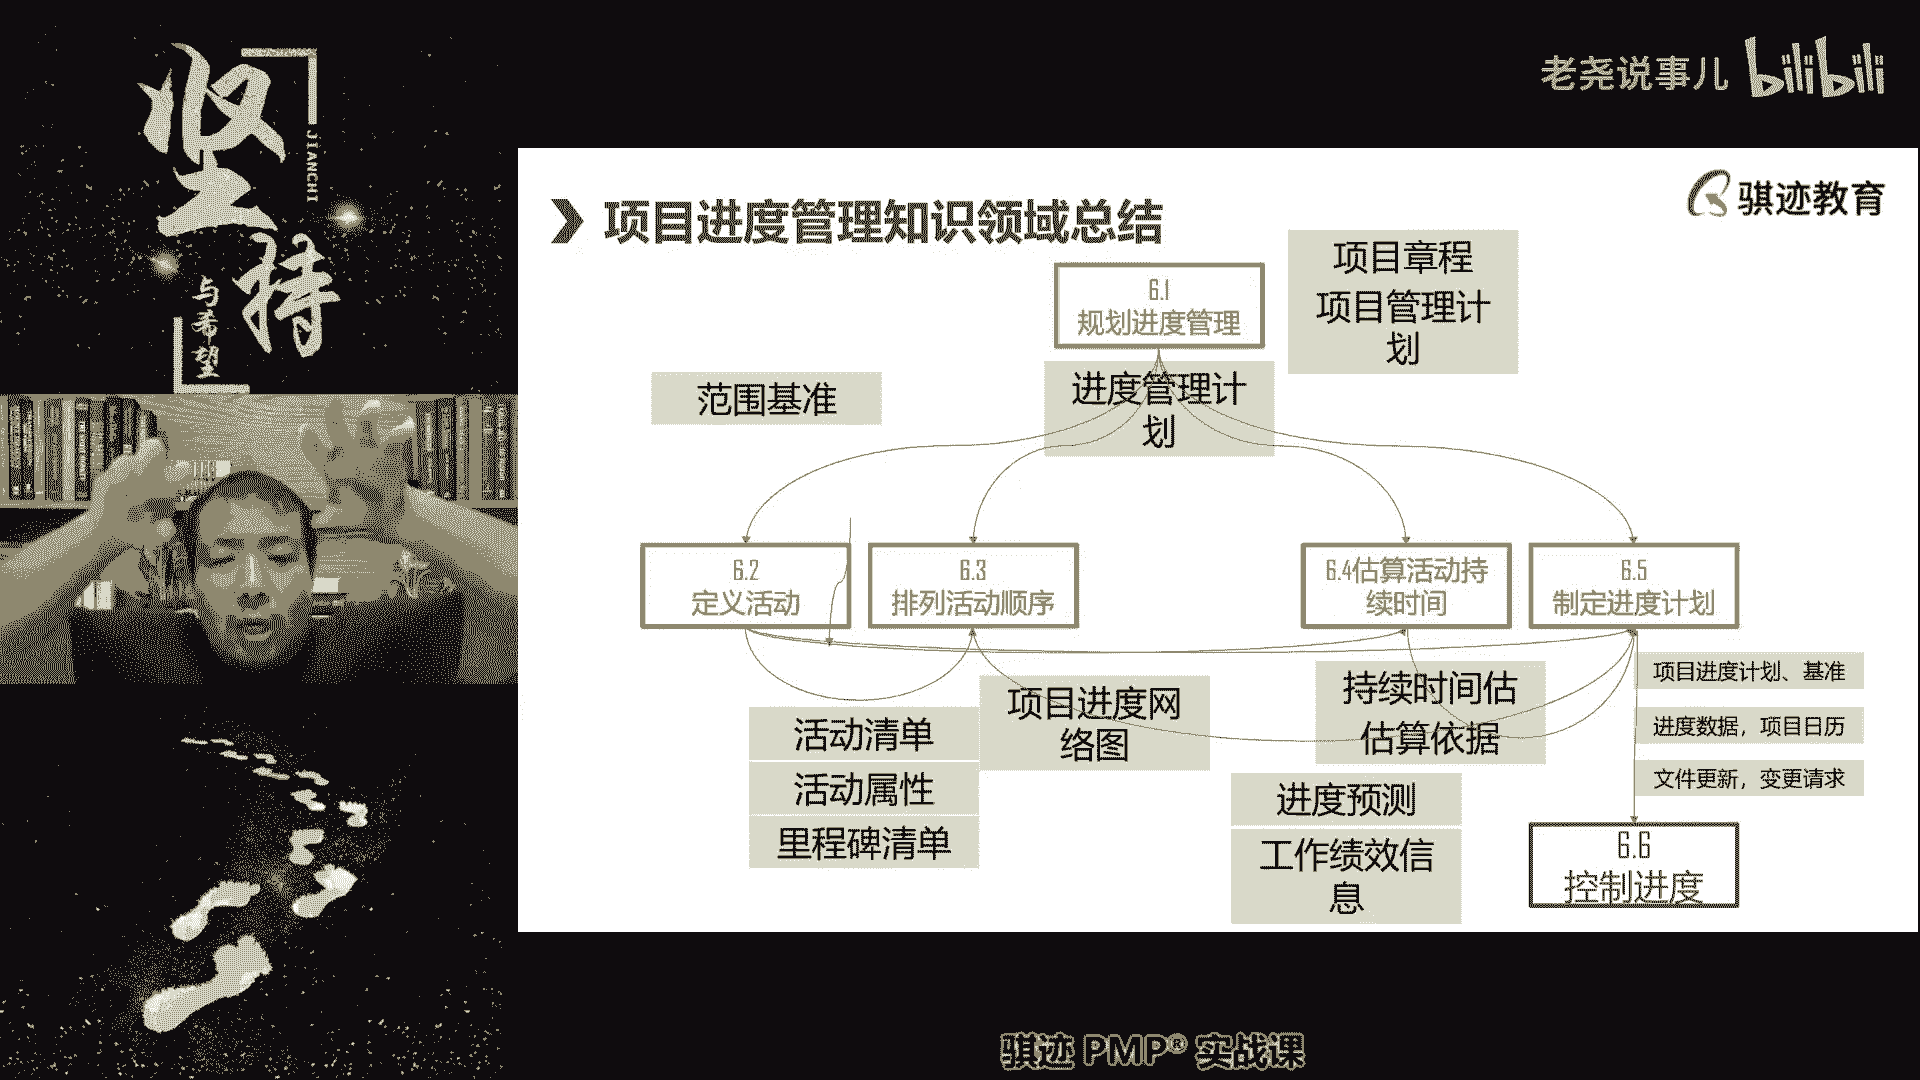 坚持
JIANCHI
与希望
老尧说事儿 bilibili
骐迹教育
项目进度管理知识领域总结
6.1
规划进度管理
项目章程
项目管理计
划
范围基准
进度管理计
划
6.2
定义活动
6.3
排列活动顺序
6.4估算活动持
续时间
6.5
制定进度计划
活动清单
活动属性
里程碑清单
项目进度网
络图
持续时间估
估算依据
进度预测
工作绩效信
息
项目进度计划、基准
进度数据，项目日历
文件更新，变更请求
6.6
控制进度
骐迹 PMP® 实战课